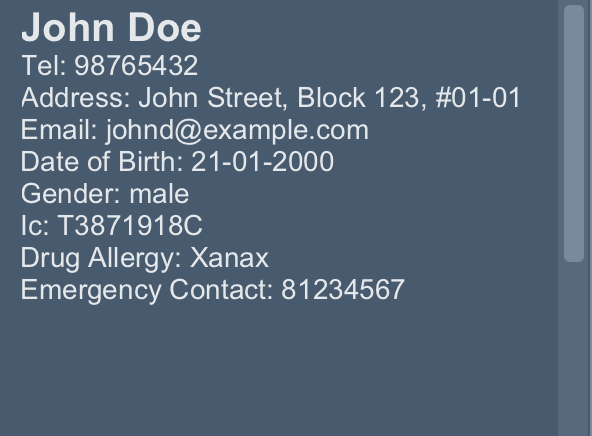 John Doe
Tel: 98765432
Address: John Street, Block 123, #01-01
Email: johnd@example.com
Date of Birth: 21-01-2000
Gender: male
Ic: T3871918C
Drug Allergy: Xanax
Emergency Contact: 81234567